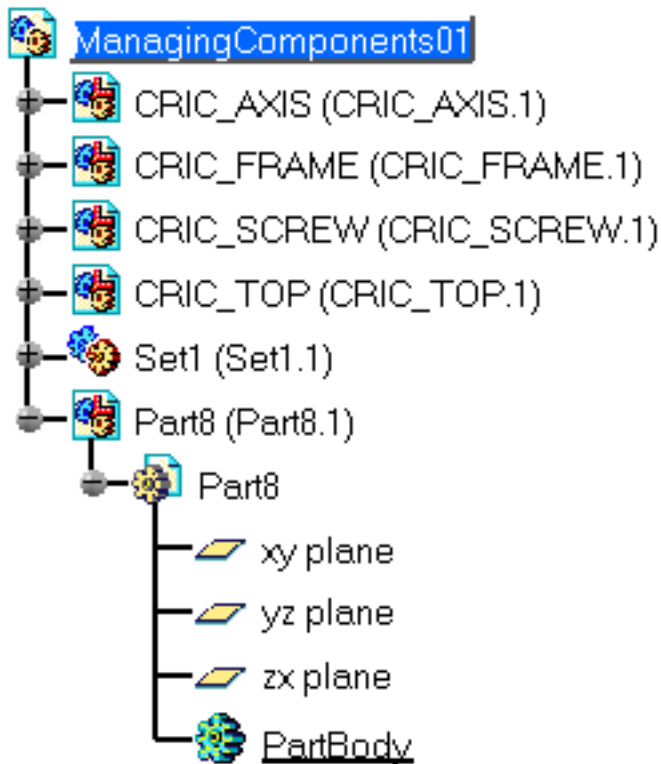 ManagingComponents01
CRIC_AXIS (CRIC_AXIS.1)
CRIC_FRAME (CRIC_FRAME.1)
CRIC_SCREW (CRIC_SCREW.1)
CRIC_TOP (CRIC_TOP.1)
Set1 (Set1.1)
Part8 (Part8.1)
Part8
xy plane
yz plane
zx plane
PartBody